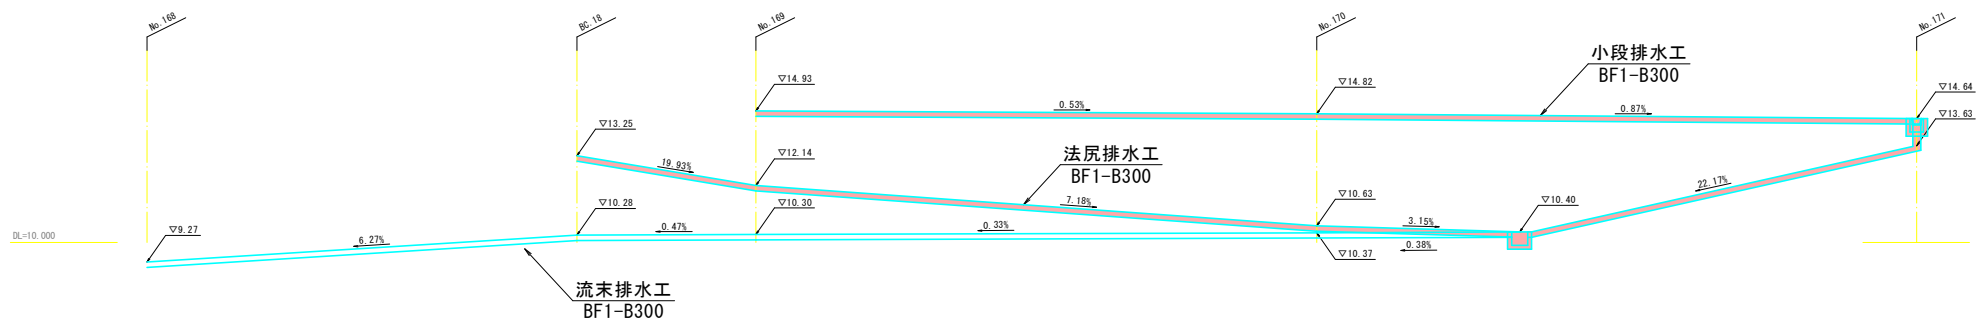 No.168
BC.18
No.169
No.170
No.171
小段排水工
BF1-B300
▽14.93
▽14.82
▽14.64
0.53%
0.87%
▽13.63
▽13.25
法尻排水工
BF1-B300
19.93%
▽12.14
22.17%
7.18%
▽10.63
▽10.40
▽10.28
▽10.30
3.15%
DL=10.000
▽9.27
6.27%
0.47%
0.33%
0.38%
▽10.37
流末排水工
BF1-B300